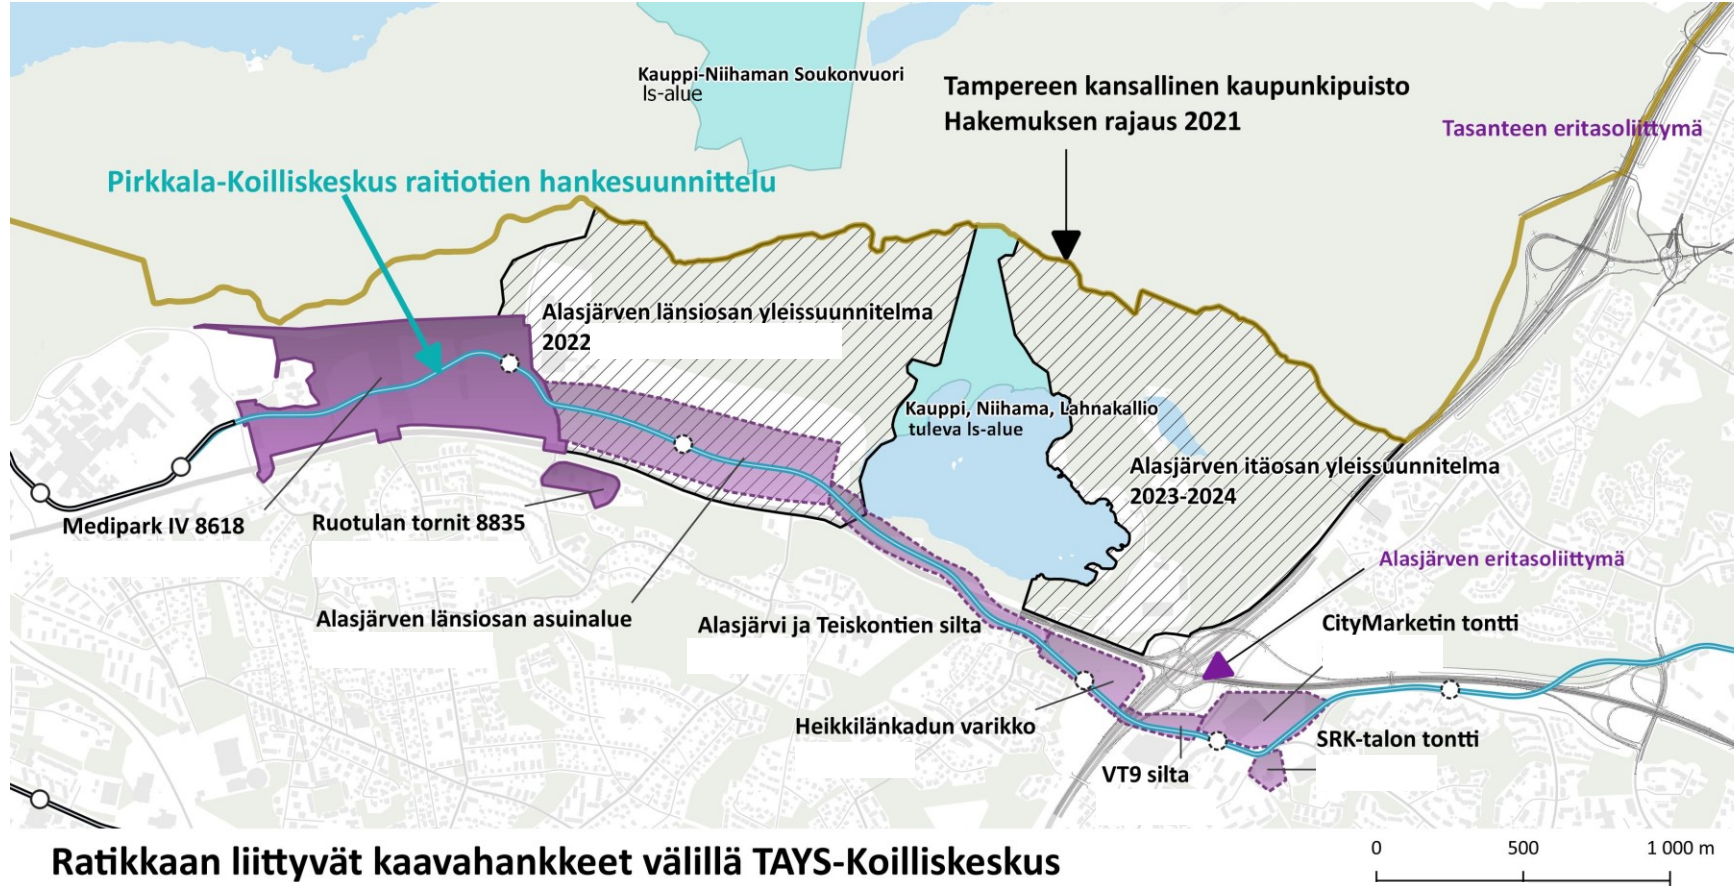 Kauppi-Niihaman Soukonvuori
ls-alue
Tampereen kansallinen kaupunkipuisto
Hakemuksen rajaus 2021
Tasanteen eritasoliittymä
Pirkkala-Koilliskeskus raitiotien hankesuunnittelu
Alasjärven länsiosan yleissuunnitelma
2022
Kauppi, Niihama, Lahnakallio
tuleva ls-alue
Alasjärven itäosan yleissuunnitelma
2023-2024
Medipark IV 8618
Ruotulan tornit 8835
Alasjärven eritasoliittymä
Alasjärven länsiosan asuinalue
Alasjärvi ja Teiskontien silta
CityMarketin tontti
Heikkilänkadun varikko
SRK-talon tontti
VT9 silta
Ratikkaan liittyvät kaavahankkeet välillä TAYS-Koilliskeskus
0 500 1 000 m